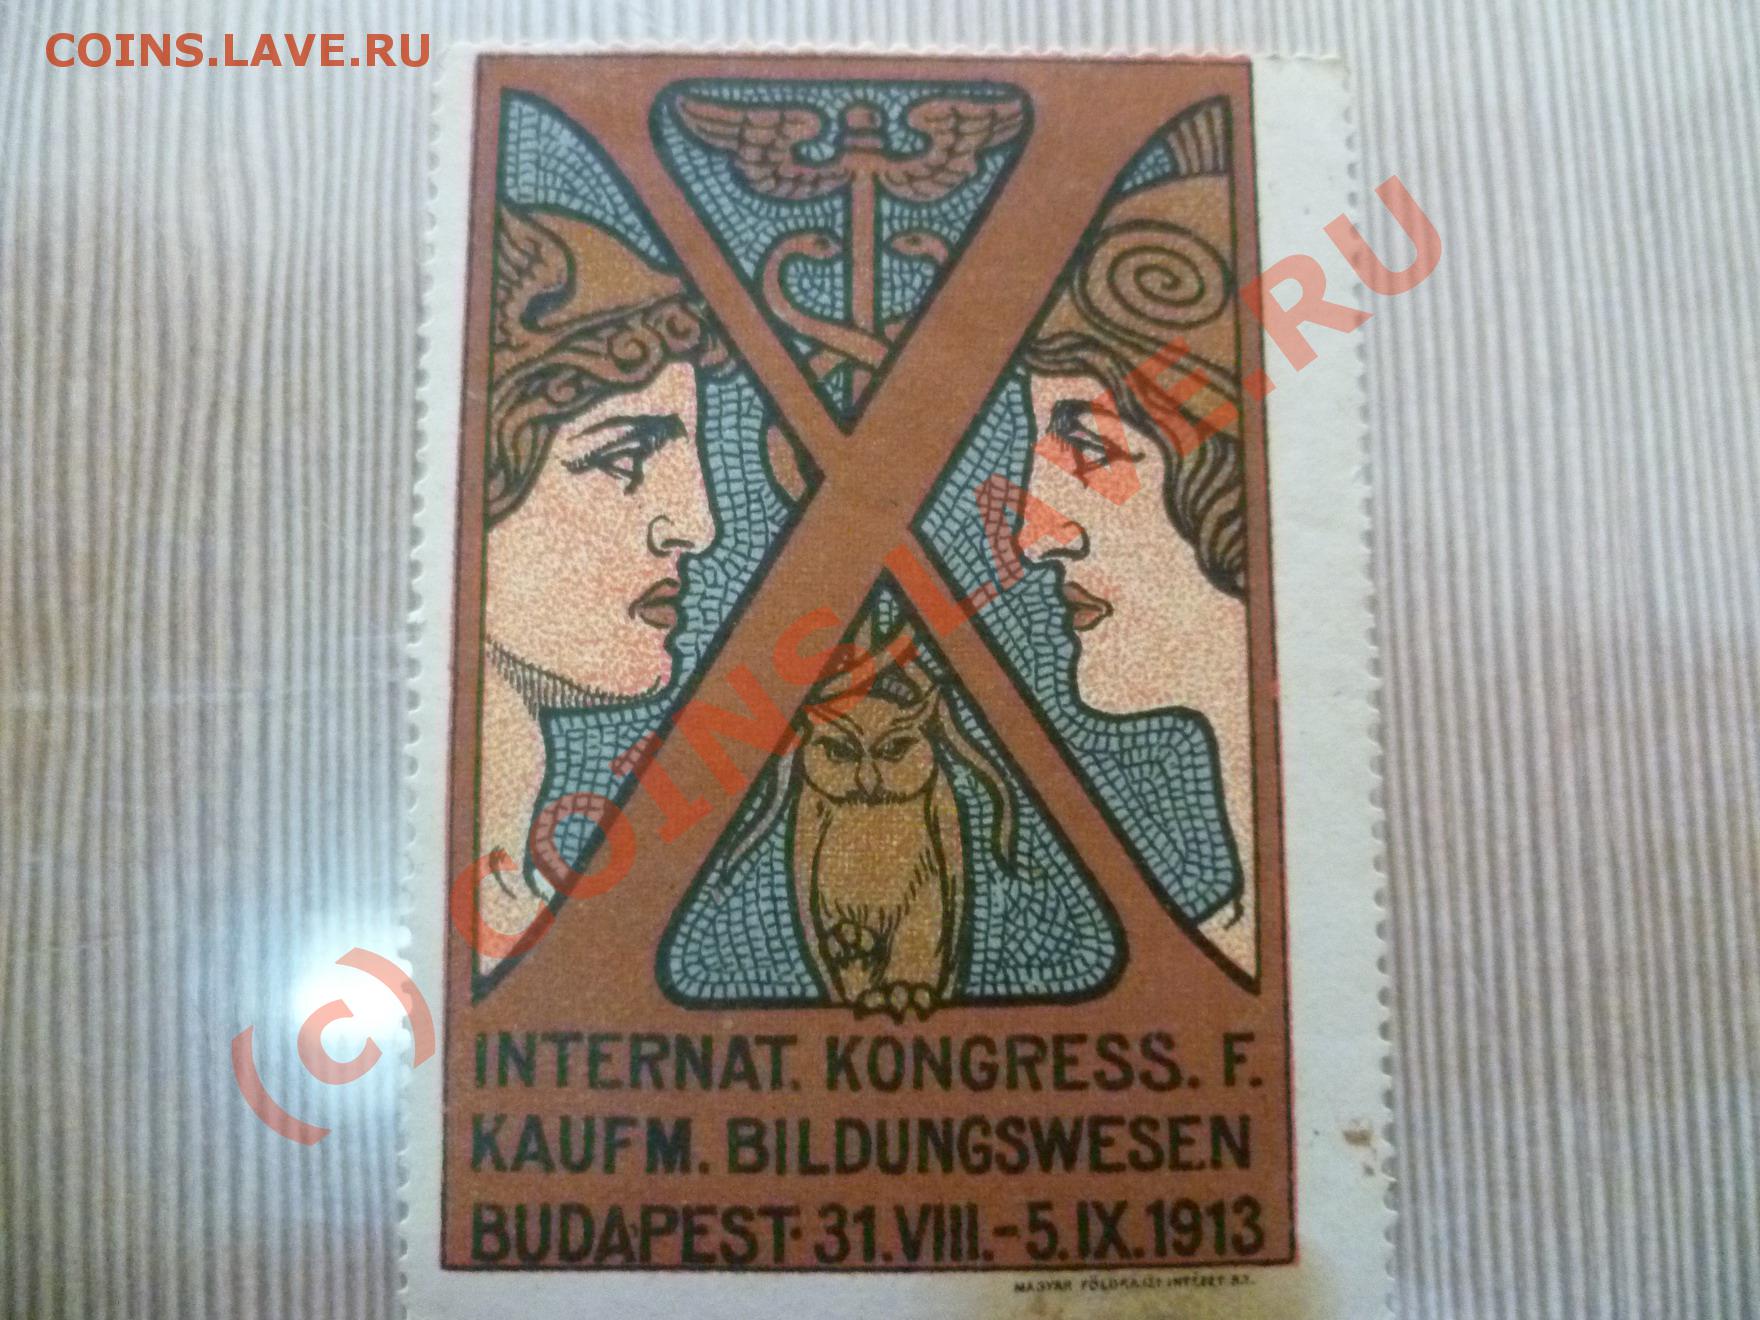 COINS.LAVE.RU
(c) COINS.LAVE.RU
INTERNAT. KONGRESS. F.
KAUFM. BILDUNGSWESEN
BUDAPEST· 31.VIII.-5.IX.1913
MAGYAR FÖLDRAJZI INTÉZET R.T.